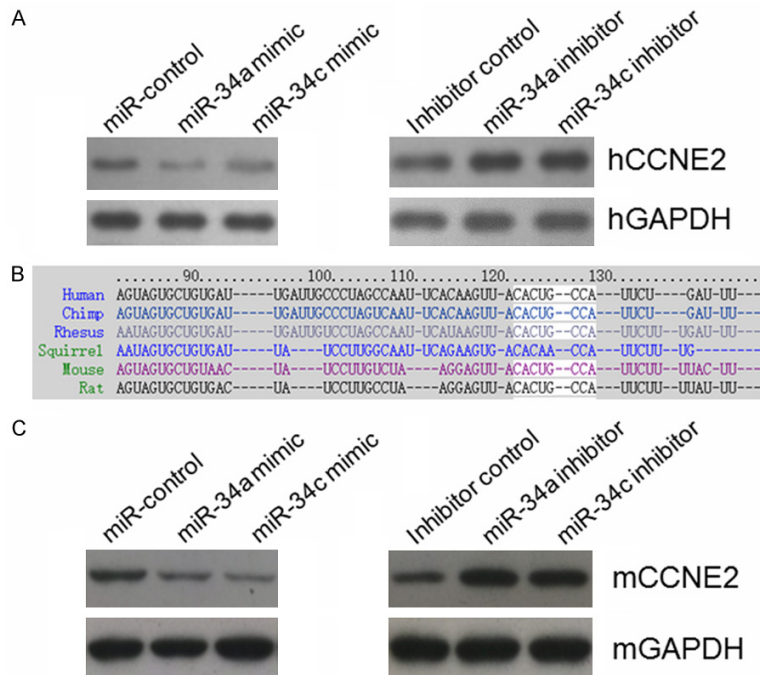 A
miR-control
miR-34a mimic
miR-34c mimic
Inhibitor control
miR-34a inhibitor
miR-34c inhibitor
hCCNE2
hGAPDH
B
........90.........100........110........120........130...............
Human AGUAGUGCUGUGAU-----UGAUUGCCCUAGCCAAU-UCACAAGUU-ACACUG--CCA--UUCU---GAU-UU---
Chimp AGUAGUGCUGUGAU-----UGAUUGCCCUAGUCAAU-UCACAAGUU-ACACUG--CCA--UUCU---GAU-UU---
Rhesus AAUAGUGCUGUGAU-----UGAUUGUCCUAGCCAAU-UCAUAAGUU-ACACUG--CCA--UUCUU--UGAU-UU---
Squirrel AAUAGUGCUGUGAU-----UA---UCCUUGGCAAU-UCAGAAGUG-ACACAA--CCA--UUCUU--UG-------
Mouse AGUAGUGCUGUAAC-----UA---UCCUUGUCUA----AGGAGUU-ACACUG--CCA--UUCUU--UUAC-UU---
Rat AGUAGUGCUGUGAC-----UA---UCCUUGCCUA----AGGAGUU-ACACUG--CCA--UUCUU--UUAU-UU---
C
miR-control
miR-34a mimic
miR-34c mimic
Inhibitor control
miR-34a inhibitor
miR-34c inhibitor
mCCNE2
mGAPDH